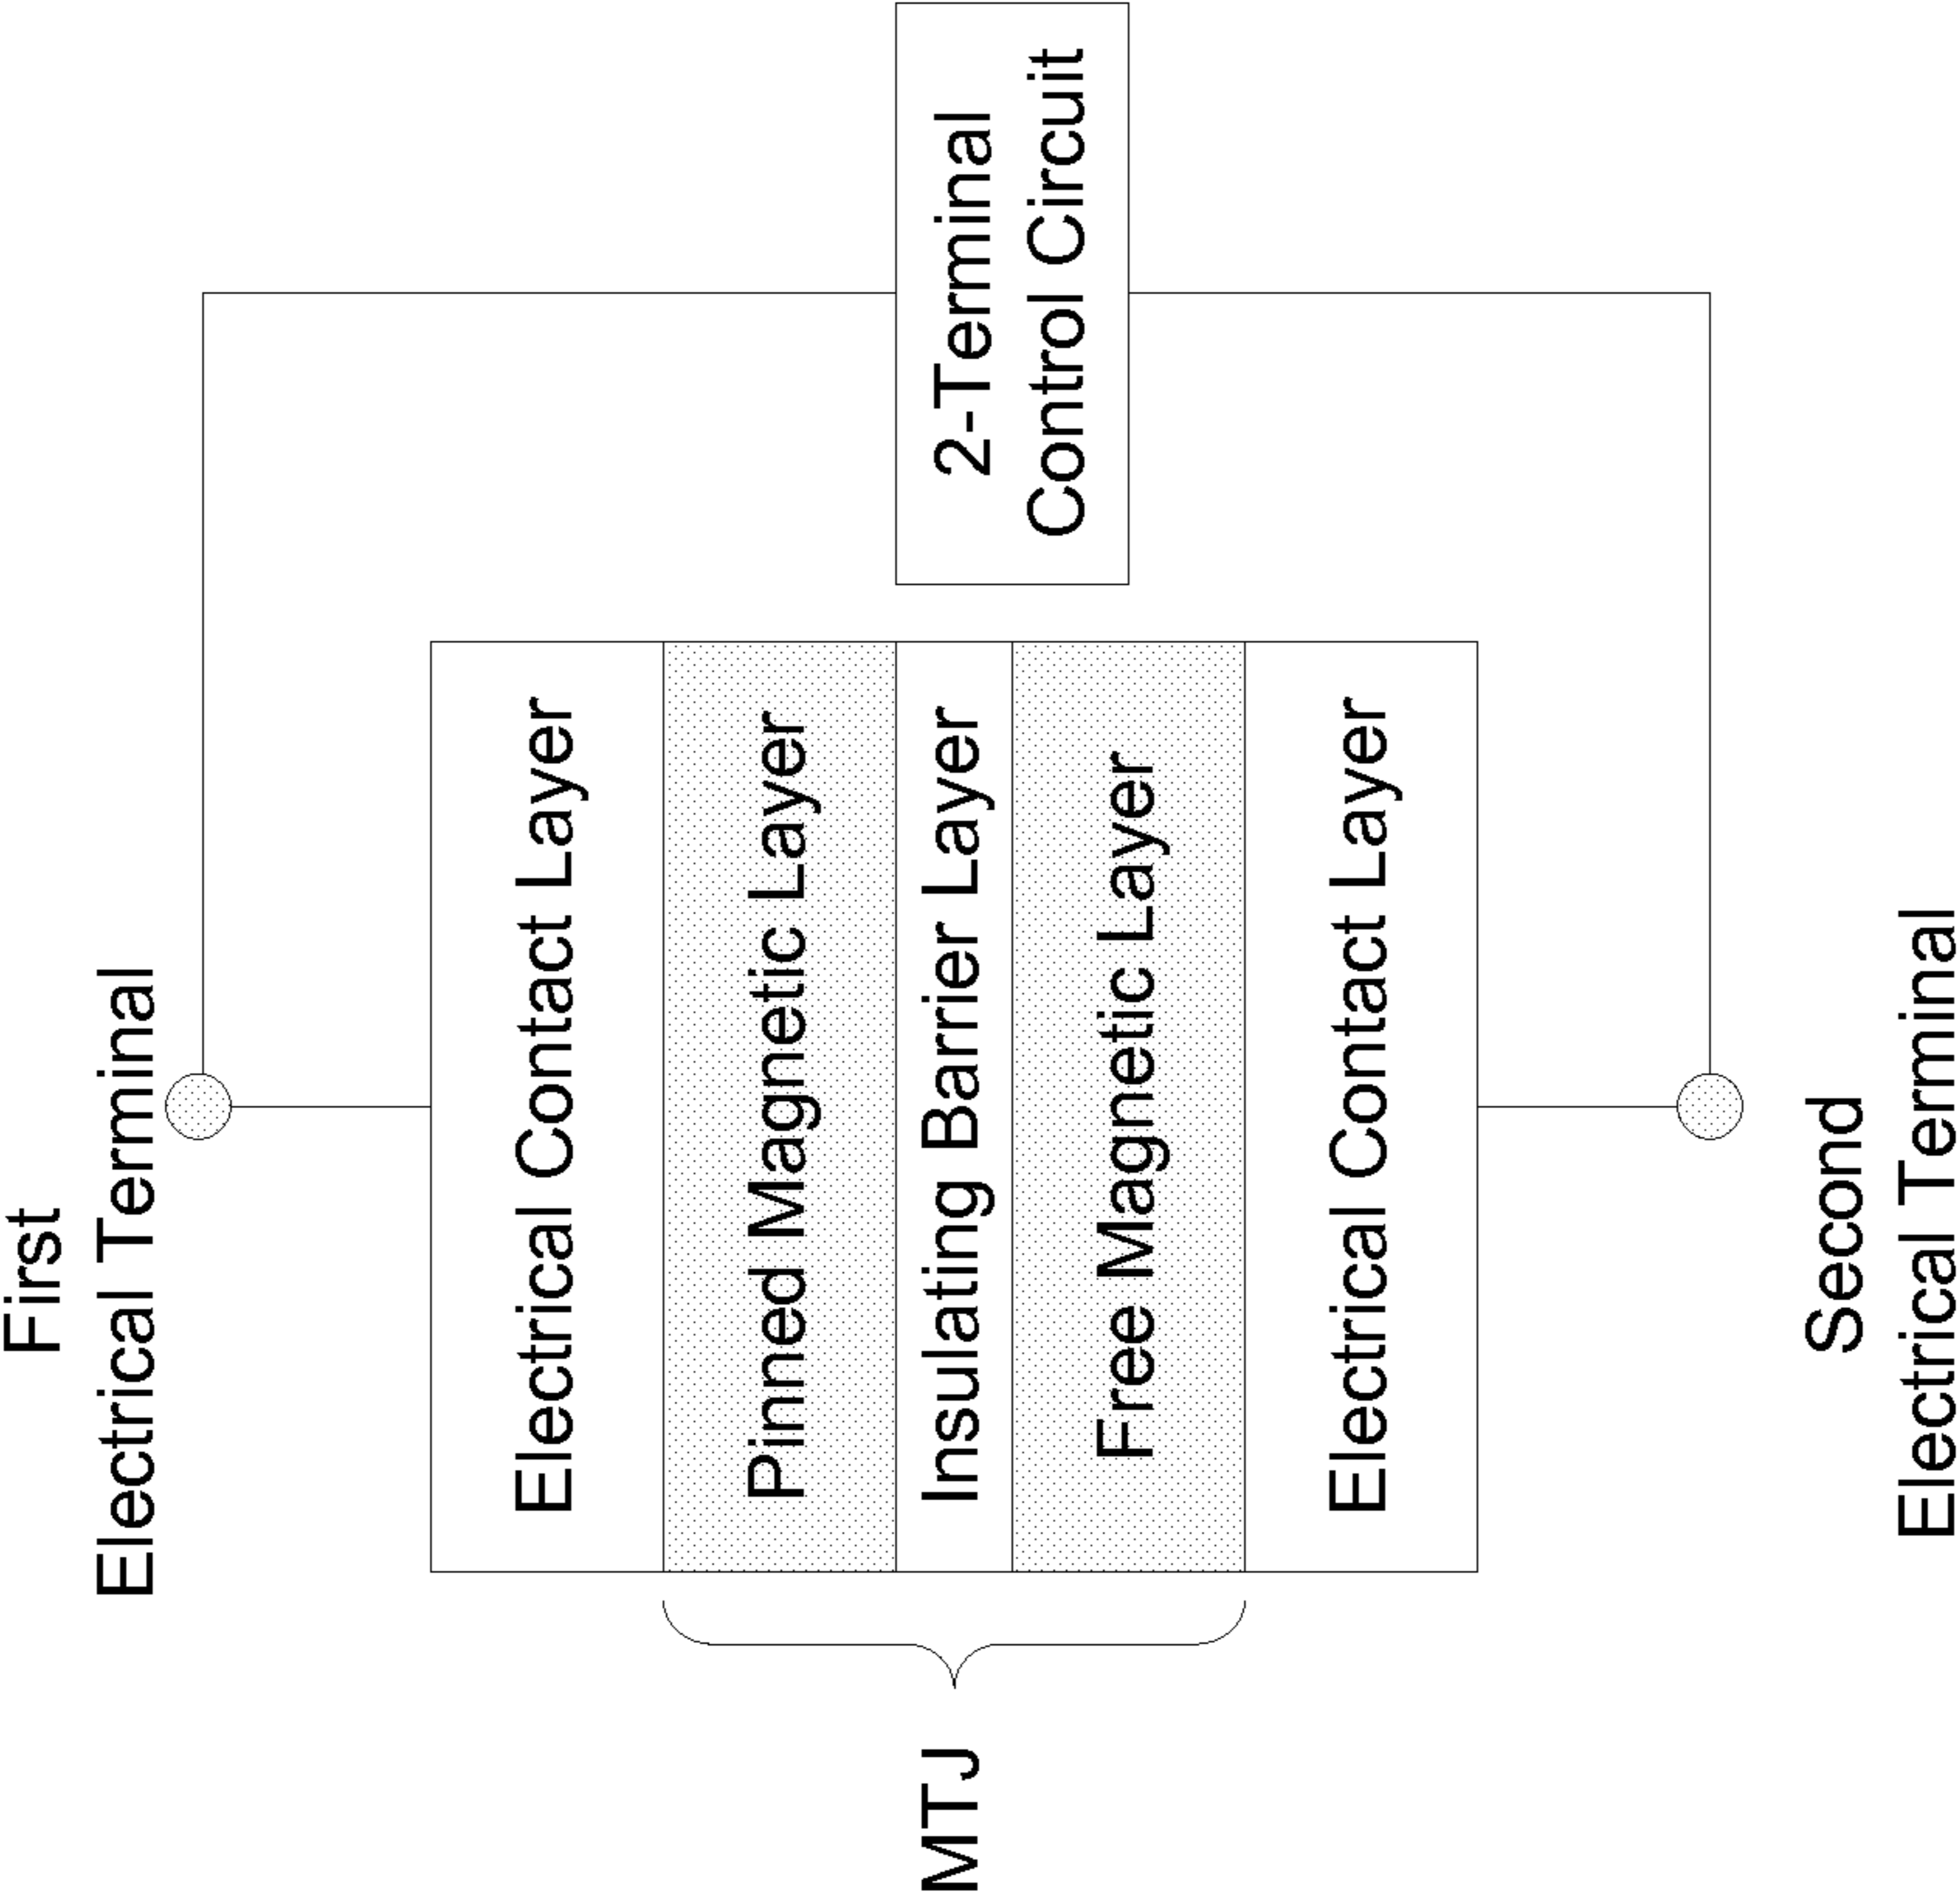 First
Electrical Terminal
Electrical Contact Layer
Pinned Magnetic Layer
Insulating Barrier Layer
Free Magnetic Layer
Electrical Contact Layer
MTJ
2-Terminal
Control Circuit
Second
Electrical Terminal